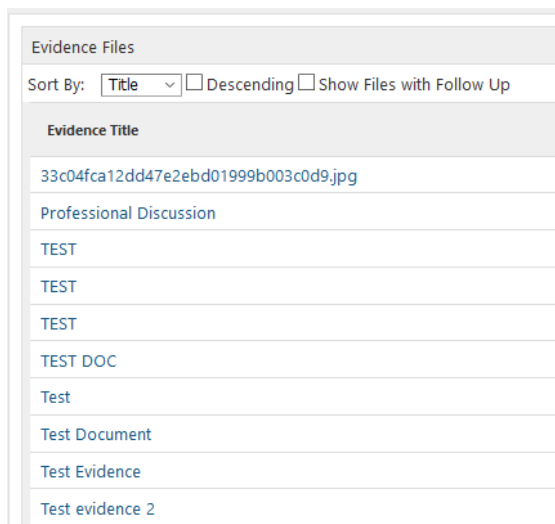 Evidence Files
Sort By: Title Descending Show Files with Follow Up
Evidence Title
33c04fca12dd47e2ebd01999b003c0d9.jpg
Professional Discussion
TEST
TEST
TEST
TEST DOC
Test
Test Document
Test Evidence
Test evidence 2